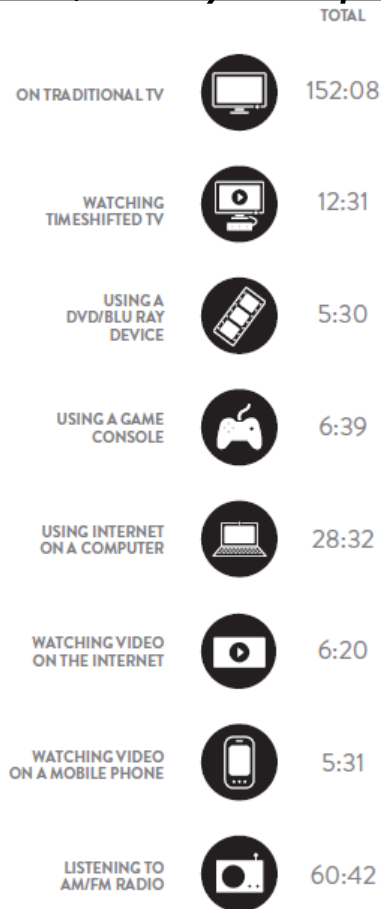 TOTAL
ON TRADITIONAL TV
152:08
WATCHING
TIMESHIFTED TV
12:31
USING A
DVD/BLU RAY
DEVICE
5:30
USING A GAME
CONSOLE
6:39
USING INTERNET
ON A COMPUTER
28:32
WATCHING VIDEO
ON THE INTERNET
6:20
WATCHING VIDEO
ON A MOBILE PHONE
5:31
LISTENING TO
AM/FM RADIO
60:42